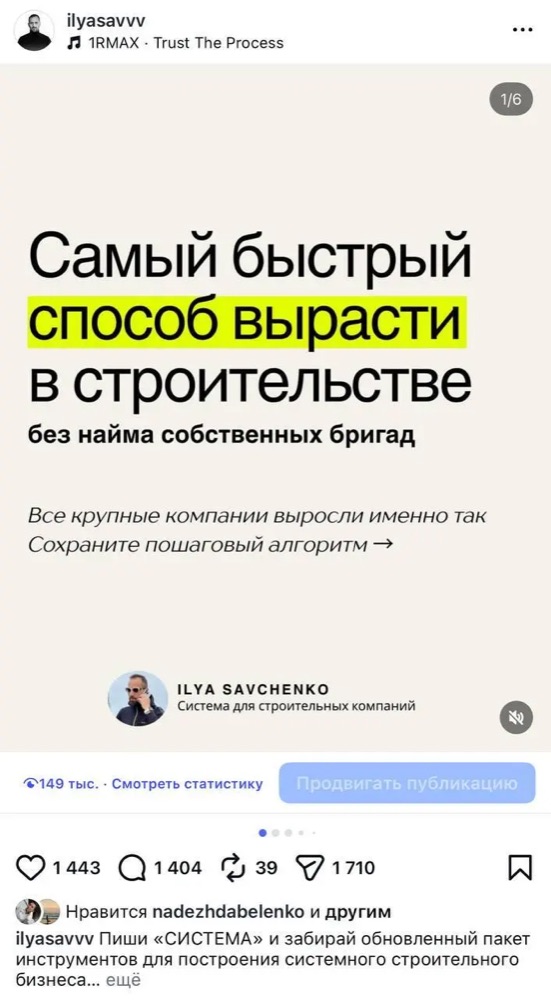 ilyasavvv
1RMAX · Trust The Process
1/6
Самый быстрый
способ вырасти
в строительстве
без найма собственных бригад
Все крупные компании выросли именно так
Сохраните пошаговый алгоритм →
ILYA SAVCHENKO
Система для строительных компаний
149 тыс. · Смотреть статистику
Продвигать публикацию
1 443 1 404 39 1 710
Нравится nadezhdabelenko и другим
ilyasavvv Пиши «СИСТЕМА» и забирай обновленный пакет
инструментов для построения системного строительного
бизнеса... ещё